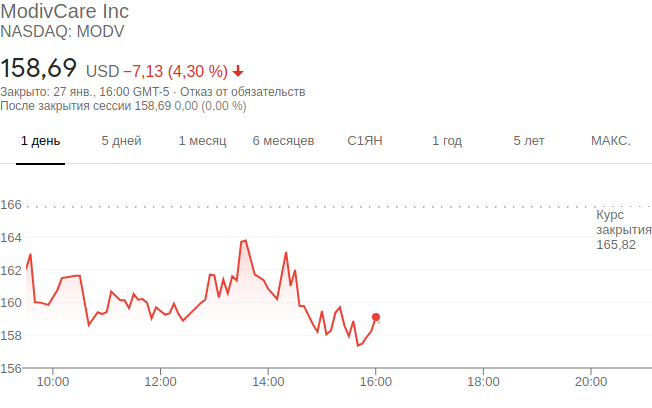 ModivCare Inc
NASDAQ: MODV
158,69 USD −7,13 (4,30 %)
Закрыто: 27 янв., 16:00 GMT-5 · Отказ от обязательств
После закрытия сессии 158,69 0,00 (0,00 %)
1 день 5 дней 1 месяц 6 месяцев С1ЯН 1 год 5 лет МАКС.
166
Курс
закрытия
165,82
164
162
160
158
156
10:00 12:00 14:00 16:00 18:00 20:00